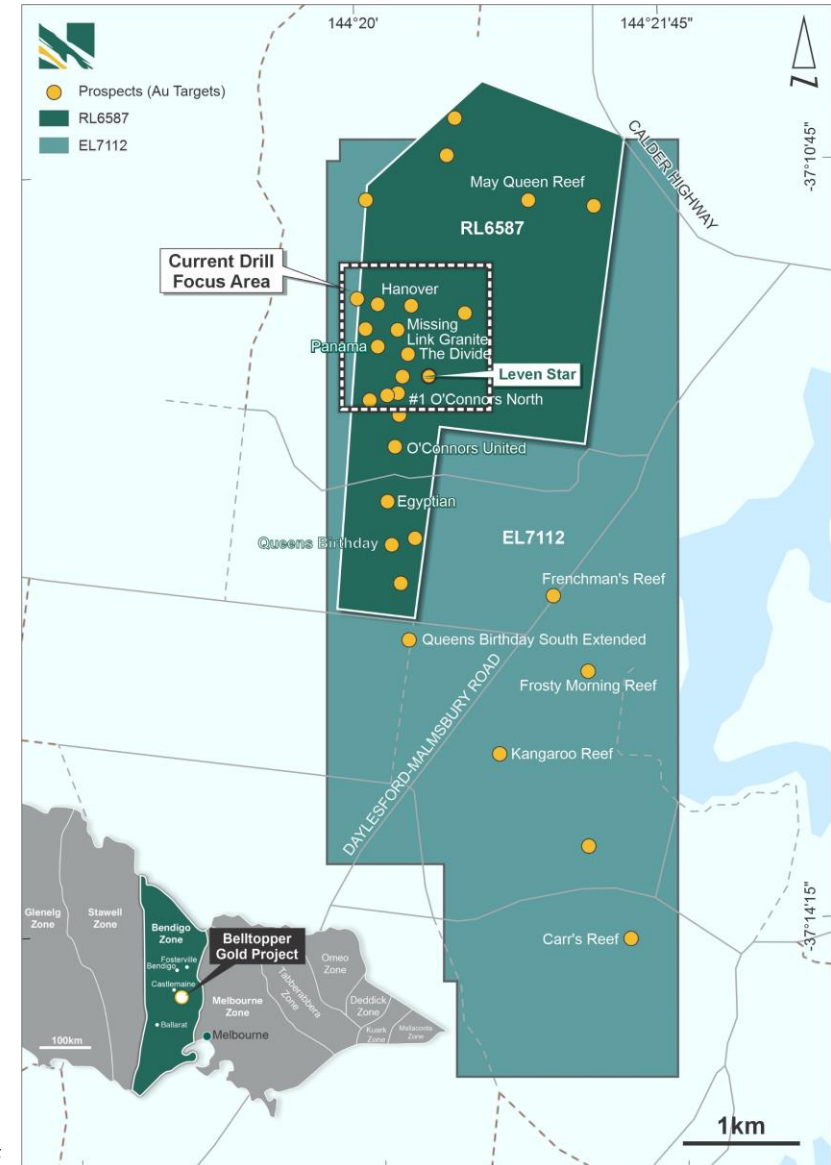 144°20'
144°21'45"
Z
Prospects (Au Targets)
RL6587
EL7112
CALDER HIGHWAY
-37°10'45"
May Queen Reef
RL6587
Current Drill
Focus Area
Hanover
Missing
Link Granite
Panama
The Divide
Leven Star
#1 O'Connors North
O'Connors United
Egyptian
Queens Birthday
EL7112
Frenchman's Reef
Queens Birthday South Extended
Frosty Morning Reef
DAYLESFORD-MALMSBURY ROAD
Kangaroo Reef
-37°14'15"
Carr's Reef
Glenelg
Zone
Stawell
Zone
Bendigo
Zone
Fosterville
Bendigo
Castlemaine
Ballarat
Belltopper
Gold Project
Melbourne
Zone
Melbourne
Tabberabbera
Zone
Omeo
Zone
Deddick
Zone
Kuark
Zone
Mallacoota
Zone
100km
1km